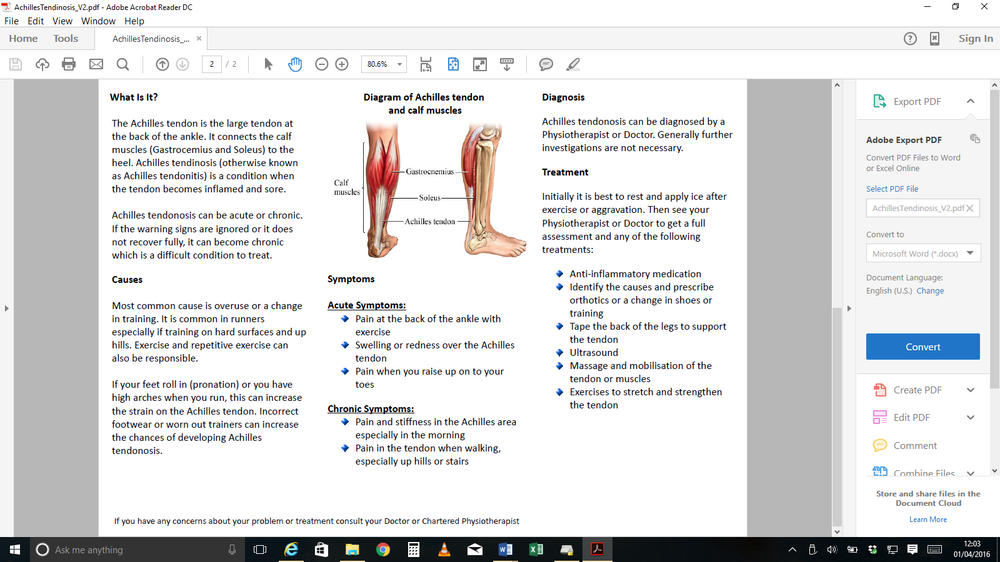 AchillesTendinosis_V2.pdf - Adobe Acrobat Reader DC
File Edit View Window Help
Home Tools AchillesTendinosis_... × Sign In
2 / 2 80.6%
What Is It?
The Achilles tendon is the large tendon at
the back of the ankle. It connects the calf
muscles (Gastrocemius and Soleus) to the
heel. Achilles tendinosis (otherwise known
as Achilles tendonitis) is a condition when
the tendon becomes inflamed and sore.
Achilles tendonosis can be acute or chronic.
If the warning signs are ignored or it does
not recover fully, it can become chronic
which is a difficult condition to treat.
Causes
Most common cause is overuse or a change
in training. It is common in runners
especially if training on hard surfaces and up
hills. Exercise and repetitive exercise can
also be responsible.
If your feet roll in (pronation) or you have
high arches when you run, this can increase
the strain on the Achilles tendon. Incorrect
footwear or worn out trainers can increase
the chances of developing Achilles
tendonosis.
Diagram of Achilles tendon
and calf muscles
Calf
muscles
Gastrocnemius
Soleus
Achilles tendon
Symptoms
Acute Symptoms:
Pain at the back of the ankle with
exercise
Swelling or redness over the Achilles
tendon
Pain when you raise up on to your
toes
Chronic Symptoms:
Pain and stiffness in the Achilles area
especially in the morning
Pain in the tendon when walking,
especially up hills or stairs
Diagnosis
Achilles tendonosis can be diagnosed by a
Physiotherapist or Doctor. Generally further
investigations are not necessary.
Treatment
Initially it is best to rest and apply ice after
exercise or aggravation. Then see your
Physiotherapist or Doctor to get a full
assessment and any of the following
treatments:
Anti-inflammatory medication
Identify the causes and prescribe
orthotics or a change in shoes or
training
Tape the back of the legs to support
the tendon
Ultrasound
Massage and mobilisation of the
tendon or muscles
Exercises to stretch and strengthen
the tendon
If you have any concerns about your problem or treatment consult your Doctor or Chartered Physiotherapist
Export PDF
Adobe Export PDF
Convert PDF Files to Word
or Excel Online
Select PDF File
AchillesTendinosis_V2.pdf
Convert to
Microsoft Word (*.docx)
Document Language:
English (U.S.) Change
Convert
Create PDF
Edit PDF
Comment
Combine Files
Store and share files in the
Document Cloud
Learn More
Ask me anything
12:03
01/04/2016